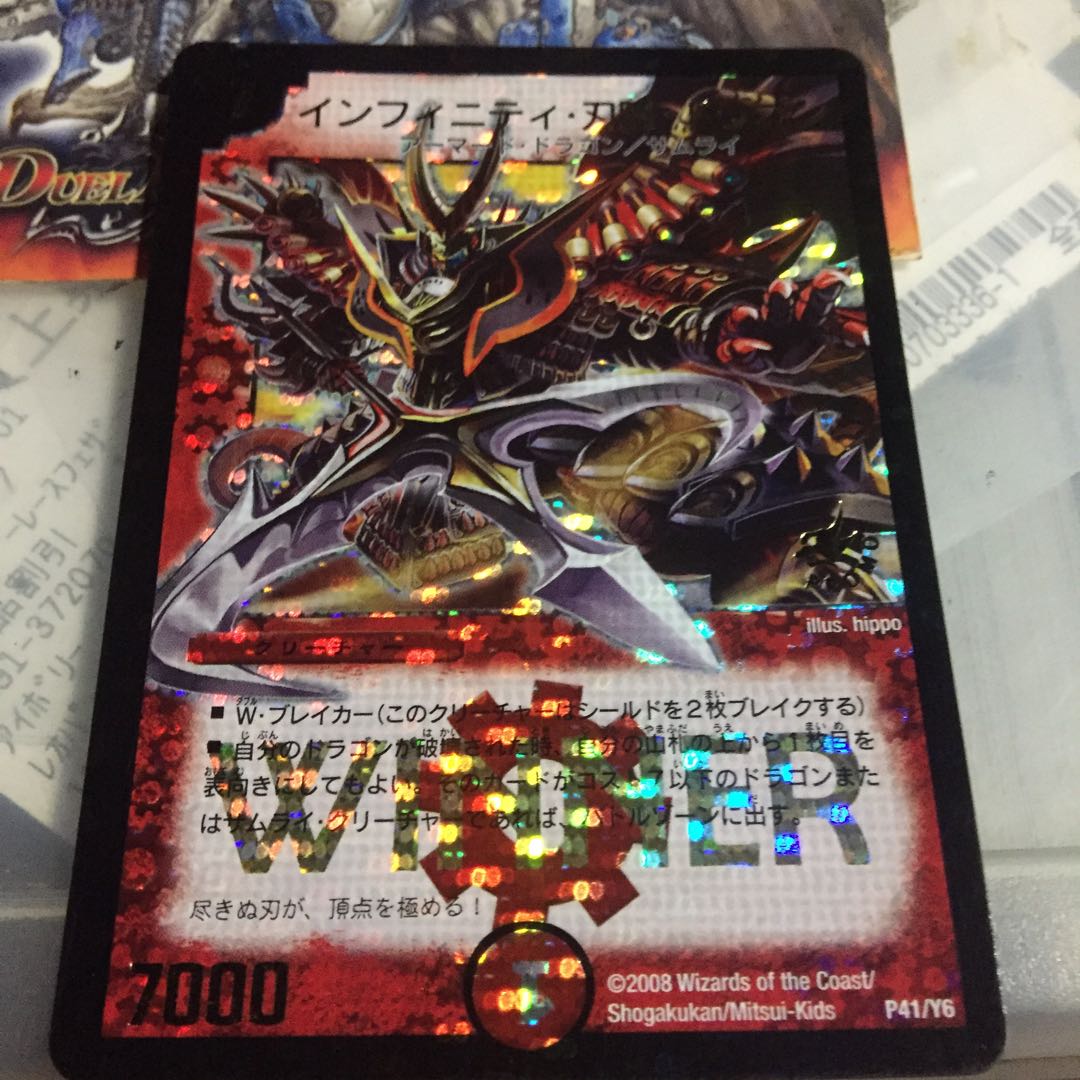 DUEL
インフィニティ・刃
アーマード・ドラゴン／サムライ
0703336-1
illus. hippo
クリーチャー
■ W・ブレイカー(このクリーチャーはシールドを2枚ブレイクする)
■ 自分のドラゴンが破壊された時、自分の山札の上から1枚目を
表向きにしてもよい。そのカードがコスト7以下のドラゴンまた
はサムライ・クリーチャーであれば、バトルゾーンに出す。
WINNER
尽きぬ刃が、頂点を極める！
7000
©2008 Wizards of the Coast/
Shogakukan/Mitsui-Kids
P41/Y6